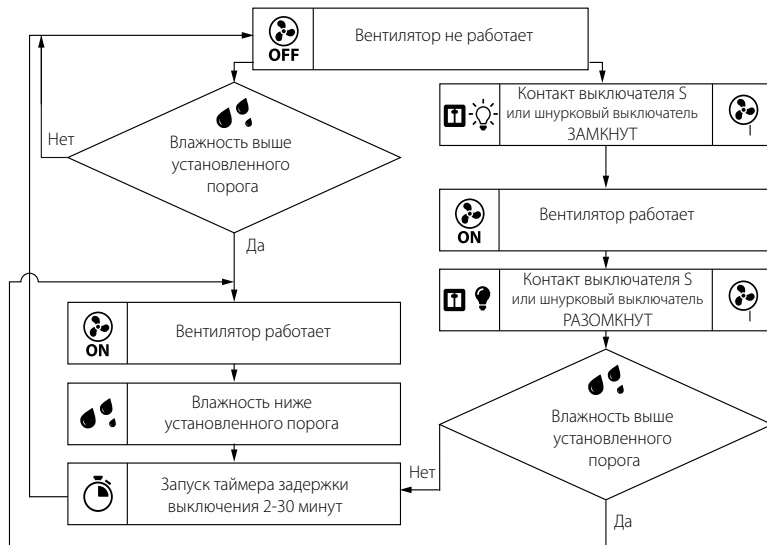 OFF
Вентилятор не работает
Нет
Влажность выше
установленного
порога
Да
Контакт выключателя S
или шнурковый выключатель
ЗАМКНУТ
ON
Вентилятор работает
Контакт выключателя S
или шнурковый выключатель
РАЗОМКНУТ
ON
Вентилятор работает
Влажность ниже
установленного порога
Запуск таймера задержки
выключения 2-30 минут
Влажность выше
установленного
порога
Нет
Да